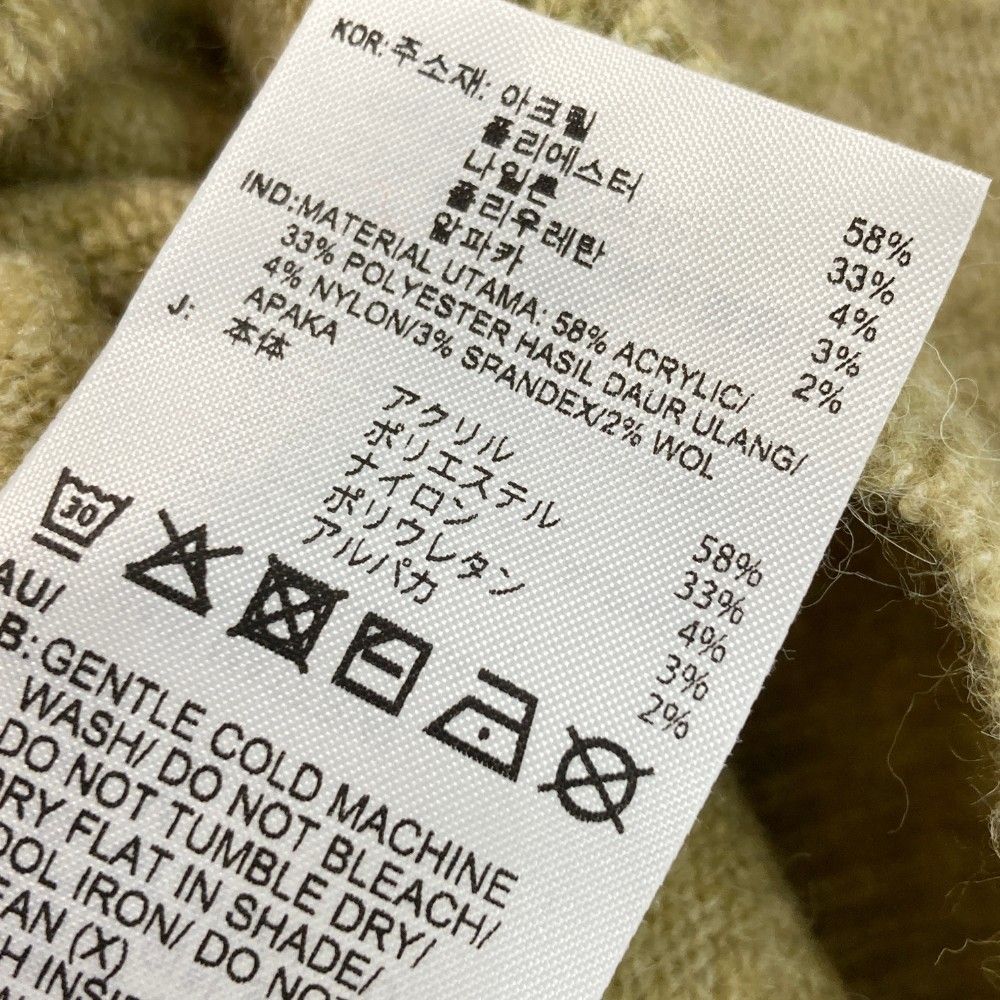 KOR: 주소재: 아크릴 58%
폴리에스터 33%
나일론 4%
폴리우레탄 3%
알파카 2%
IND:MATERIAL UTAMA: 58% ACRYLIC/
33% POLYESTER HASIL DAUR ULANG/
4% NYLON/3% SPANDEX/2% WOL
APAKA
J: 本体
アクリル 58%
ポリエステル 33%
ナイロン 4%
ポリウレタン 3%
アルパカ 2%
30
AU/
B: GENTLE COLD MACHINE
WASH/ DO NOT BLEACH/
DO NOT TUMBLE DRY/
DRY FLAT IN SHADE/
OOL IRON/ DO NOT
EAN (X)
H INSI